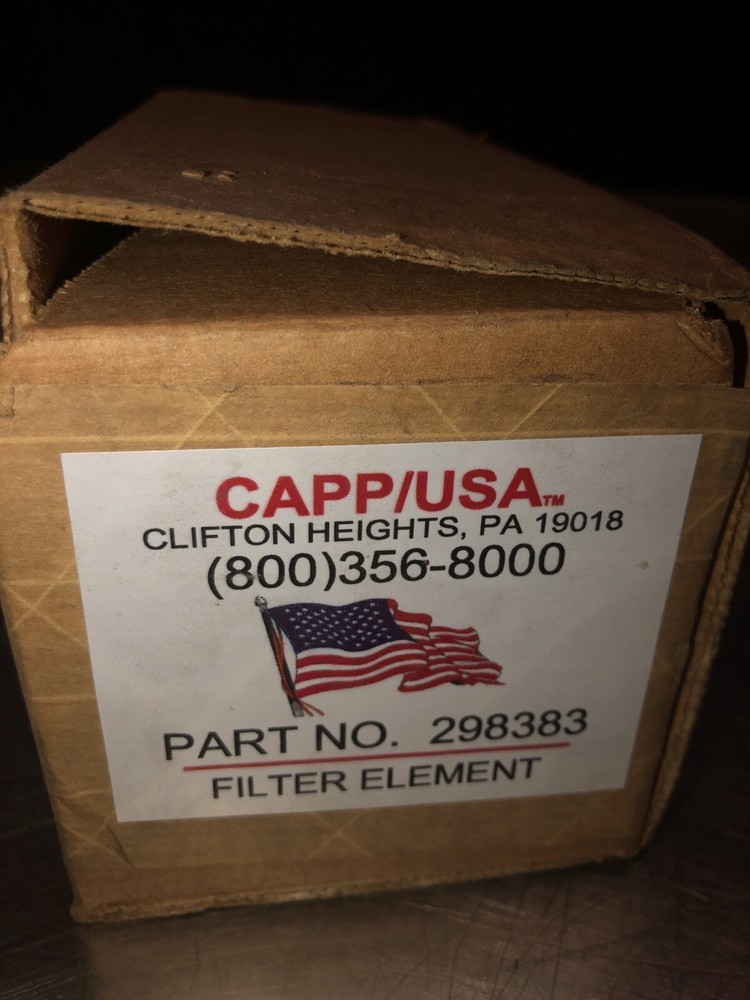 CAPP/USA™
CLIFTON HEIGHTS, PA 19018
(800)356-8000
PART NO. 298383
FILTER ELEMENT